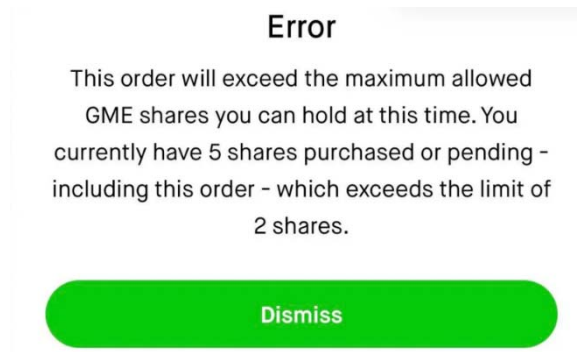 Error
This order will exceed the maximum allowed
GME shares you can hold at this time. You
currently have 5 shares purchased or pending -
including this order - which exceeds the limit of
2 shares.
Dismiss